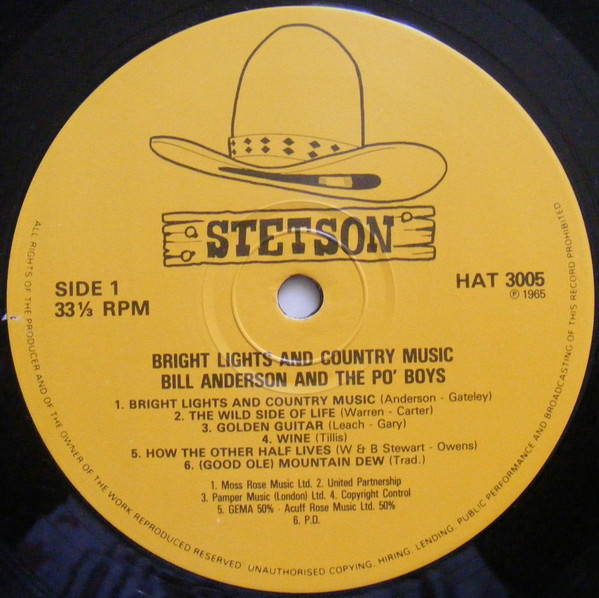 STETSON
SIDE 1
33⅓ RPM
HAT 3005
℗ 1965
BRIGHT LIGHTS AND COUNTRY MUSIC
BILL ANDERSON AND THE PO' BOYS
1. BRIGHT LIGHTS AND COUNTRY MUSIC (Anderson - Gateley)
2. THE WILD SIDE OF LIFE (Warren - Carter)
3. GOLDEN GUITAR (Leach - Gary)
4. WINE (Tillis)
5. HOW THE OTHER HALF LIVES (W & B Stewart - Owens)
6. (GOOD OLE) MOUNTAIN DEW (Trad.)
1. Moss Rose Music Ltd. 2. United Partnership
3. Pamper Music (London) Ltd. 4. Copyright Control
5. GEMA 50% - Acuff Rose Music Ltd. 50%
6. P.D.
ALL RIGHTS OF THE PRODUCER AND OF THE OWNER OF THE WORK REPRODUCED RESERVED UNAUTHORISED COPYING, HIRING, LENDING, PUBLIC PERFORMANCE AND BROADCASTING OF THIS RECORD PROHIBITED